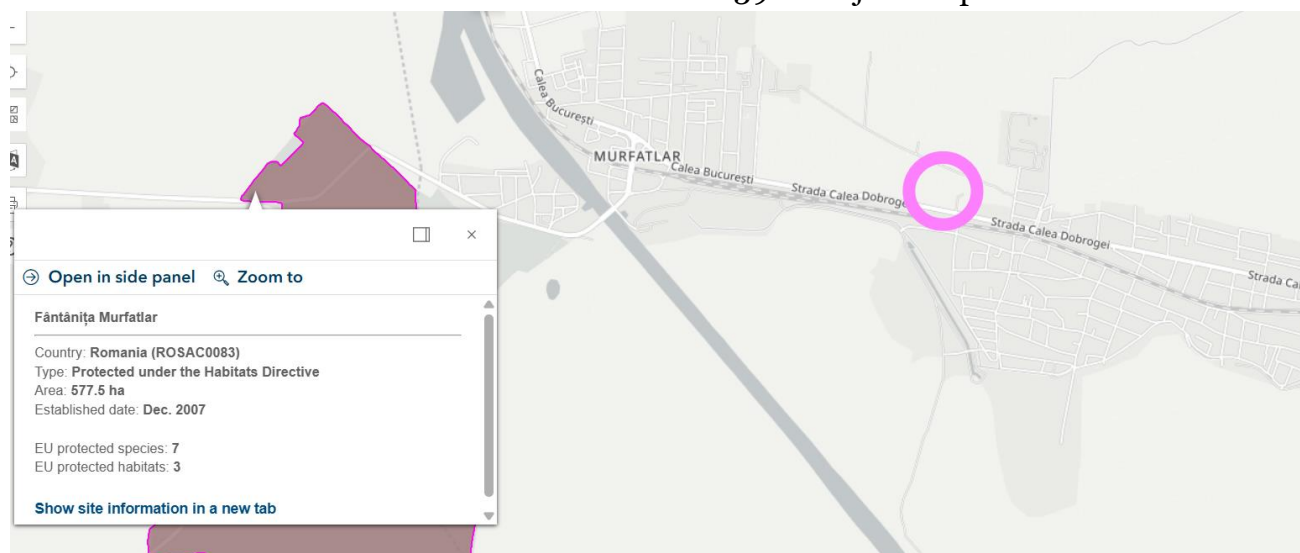 Calea București
MURFATLAR
Calea București
Strada Calea Dobroge
Strada Calea Dobrogei
Strada Ca
Open in side panel Zoom to
Fântânița Murfatlar
Country: Romania (ROSAC0083)
Type: Protected under the Habitats Directive
Area: 577.5 ha
Established date: Dec. 2007
EU protected species: 7
EU protected habitats: 3
Show site information in a new tab